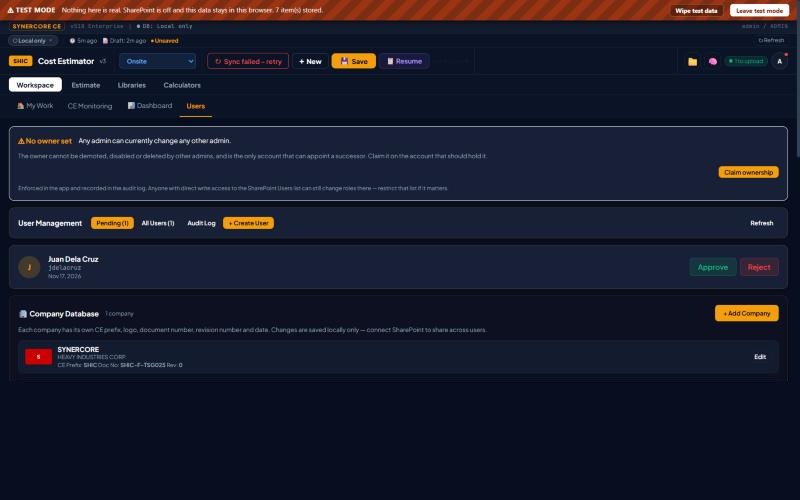 ⚠ TEST MODE Nothing here is real. SharePoint is off and this data stays in this browser. 7 item(s) stored. Wipe test data Leave test mode
SYNERCORE CE v518 Enterprise | DB: Local only admin / ADMIN
Local only 5m ago Draft: 2m ago Unsaved Refresh
SHIC Cost Estimator v3 Onsite Sync failed – retry + New Save Resume 1 to upload A
Workspace Estimate Libraries Calculators
My Work CE Monitoring Dashboard Users
⚠ No owner set Any admin can currently change any other admin.
The owner cannot be demoted, disabled or deleted by other admins, and is the only account that can appoint a successor. Claim it on the account that should hold it.
Claim ownership
Enforced in the app and recorded in the audit log. Anyone with direct write access to the SharePoint Users list can still change roles there — restrict that list if it matters.
User Management Pending (1) All Users (1) Audit Log + Create User Refresh
J Juan Dela Cruz
jdelacruz
Nov 17, 2026
Approve Reject
Company Database 1 company + Add Company
Each company has its own CE prefix, logo, document number, revision number and date. Changes are saved locally only — connect SharePoint to share across users.
S SYNERCORE
HEAVY INDUSTRIES CORP.
CE Prefix: SHIC Doc No: SHIC-F-TSG025 Rev: 0
Edit